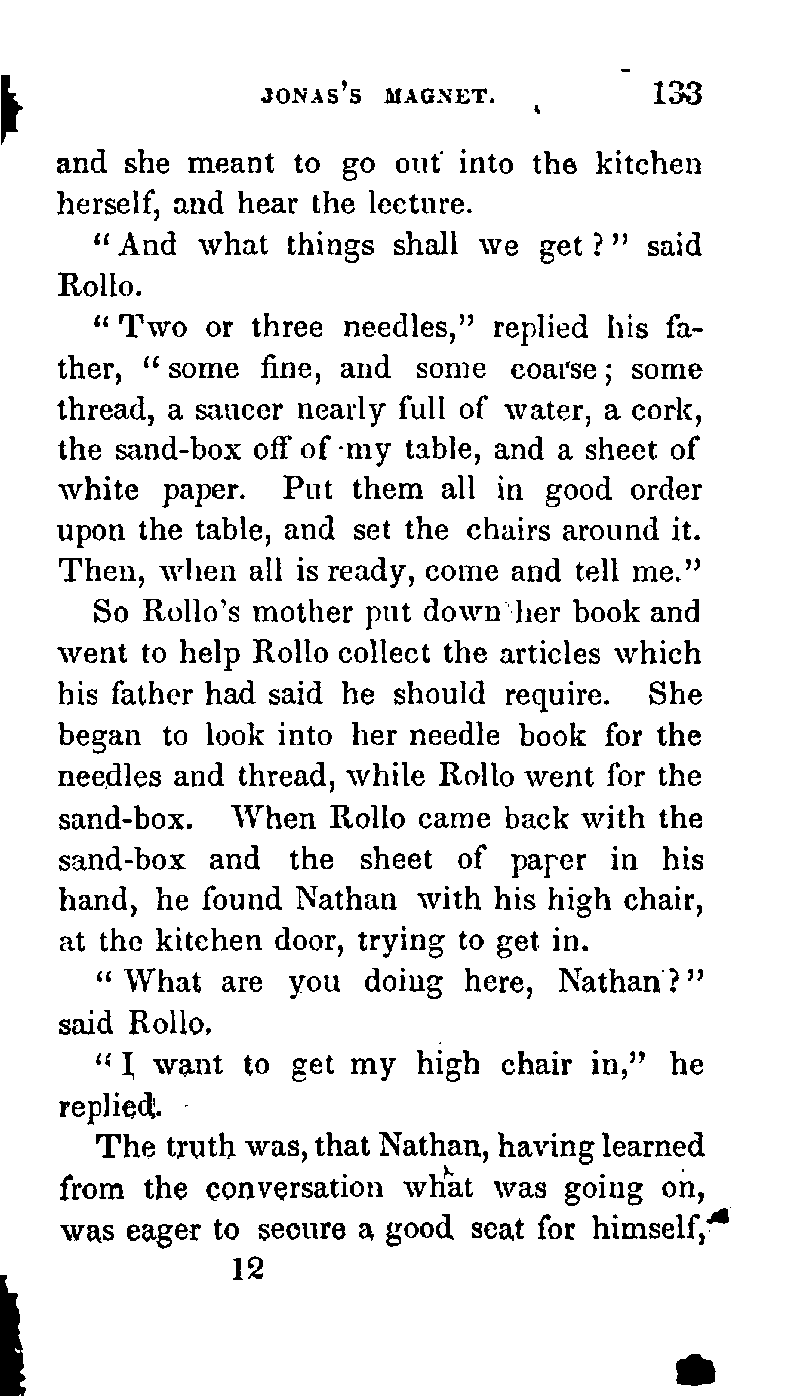 JONAS'S MAGNET. 133
and she meant to go out into the kitchen
herself, and hear the lecture.
"And what things shall we get?" said
Rollo.
"Two or three needles," replied his fa-
ther, "some fine, and some coarse; some
thread, a saucer nearly full of water, a cork,
the sand-box off of my table, and a sheet of
white paper. Put them all in good order
upon the table, and set the chairs around it.
Then, when all is ready, come and tell me."
So Rollo's mother put down her book and
went to help Rollo collect the articles which
his father had said he should require. She
began to look into her needle book for the
needles and thread, while Rollo went for the
sand-box. When Rollo came back with the
sand-box and the sheet of paper in his
hand, he found Nathan with his high chair,
at the kitchen door, trying to get in.
"What are you doing here, Nathan?"
said Rollo.
"I want to get my high chair in," he
replied.
The truth was, that Nathan, having learned
from the conversation what was going on,
was eager to secure a good seat for himself,
12